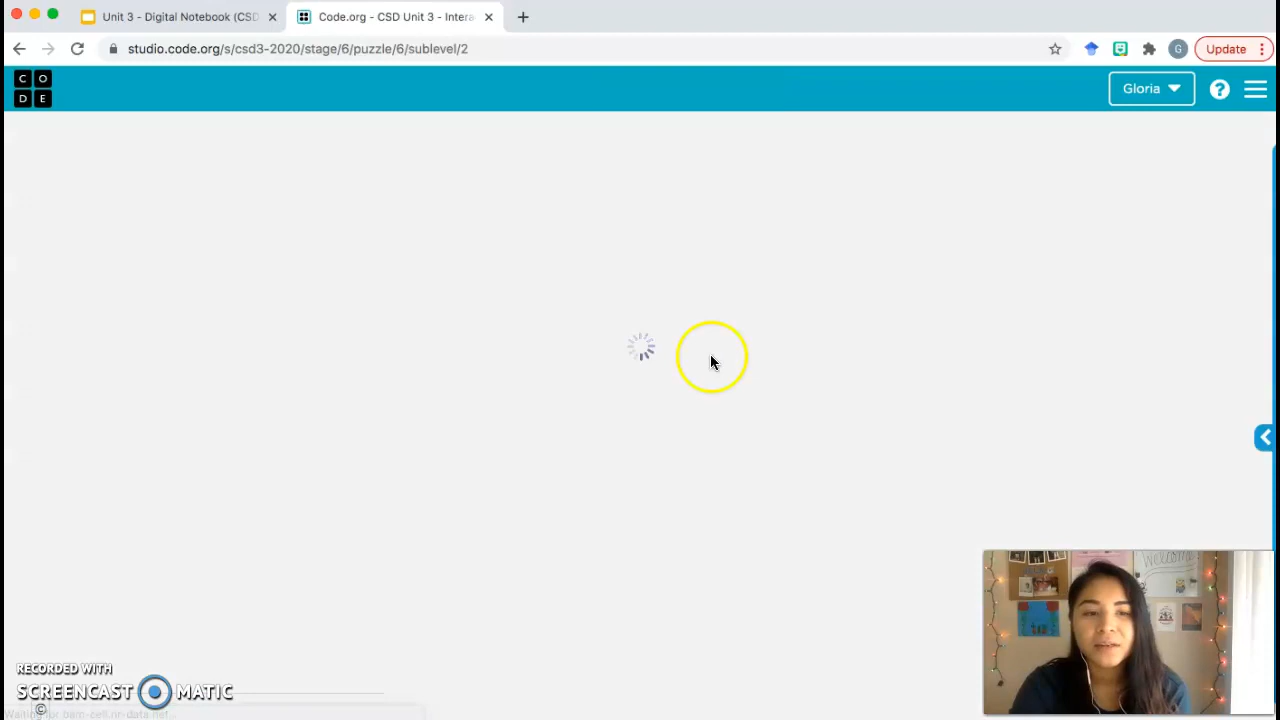 Unit 3 - Digital Notebook (CSD
Code.org - CSD Unit 3 - Intera
studio.code.org/s/csd3-2020/stage/6/puzzle/6/sublevel/2
G
Update
C O
D E
Gloria
?
Welcome
RECORDED WITH
SCREENCAST MATIC
©